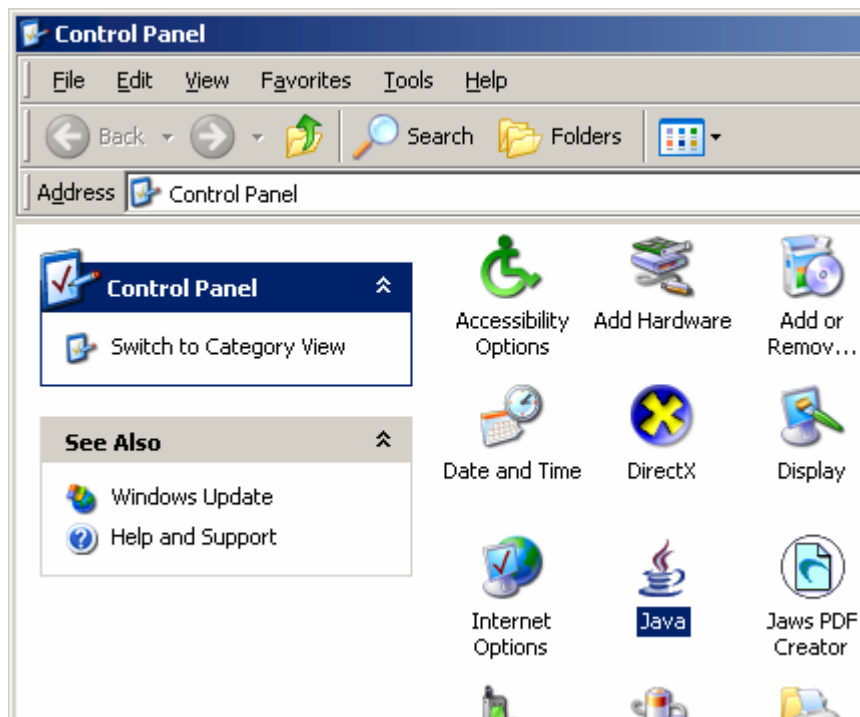 Control Panel
File Edit View Favorites Tools Help
Back Search Folders
Address Control Panel
Control Panel
Switch to Category View
See Also
Windows Update
Help and Support
Accessibility Options
Add Hardware
Add or Remov...
Date and Time
DirectX
Display
Internet Options
Java
Jaws PDF Creator